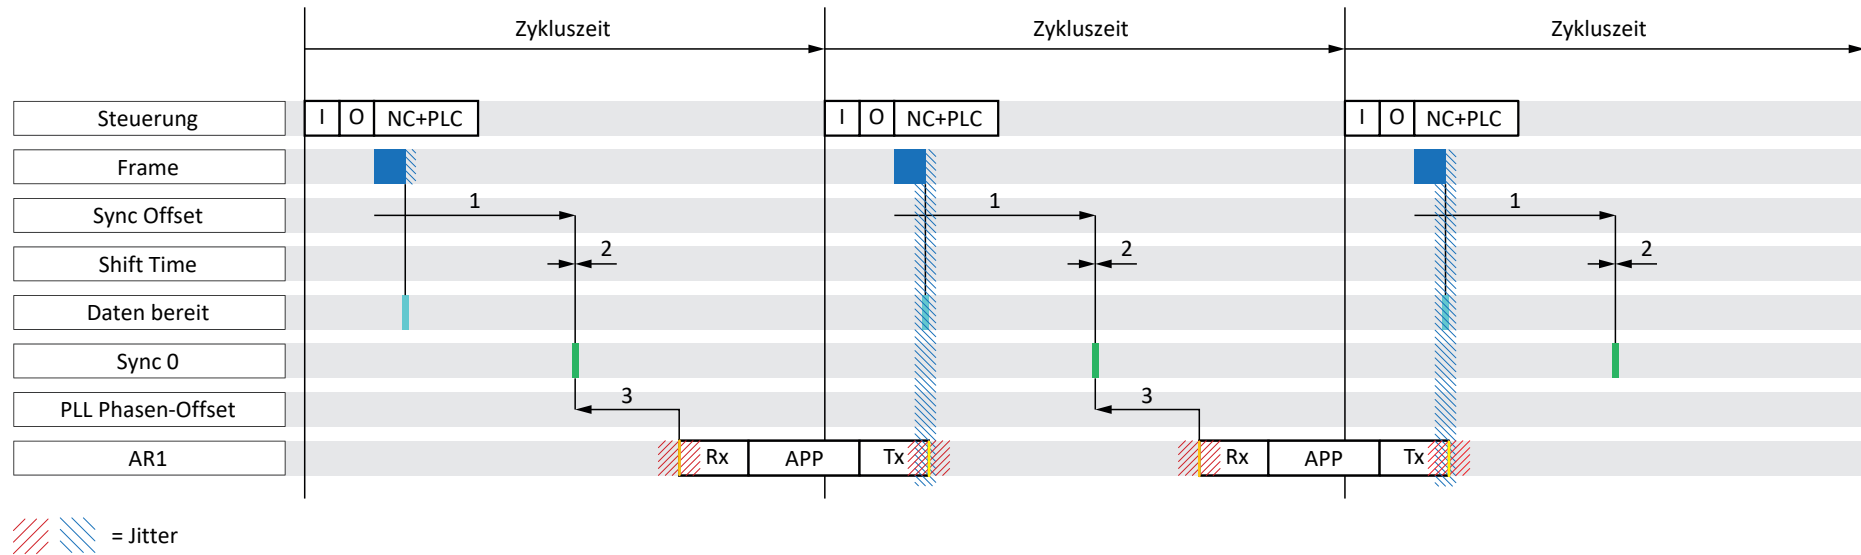 Zykluszeit Zykluszeit Zykluszeit
Steuerung I O NC+PLC I O NC+PLC I O NC+PLC
Frame
Sync Offset 1 1 1
Shift Time 2 2 2
Daten bereit
Sync 0
PLL Phasen-Offset 3 3
AR1 Rx APP Tx Rx APP Tx
= Jitter